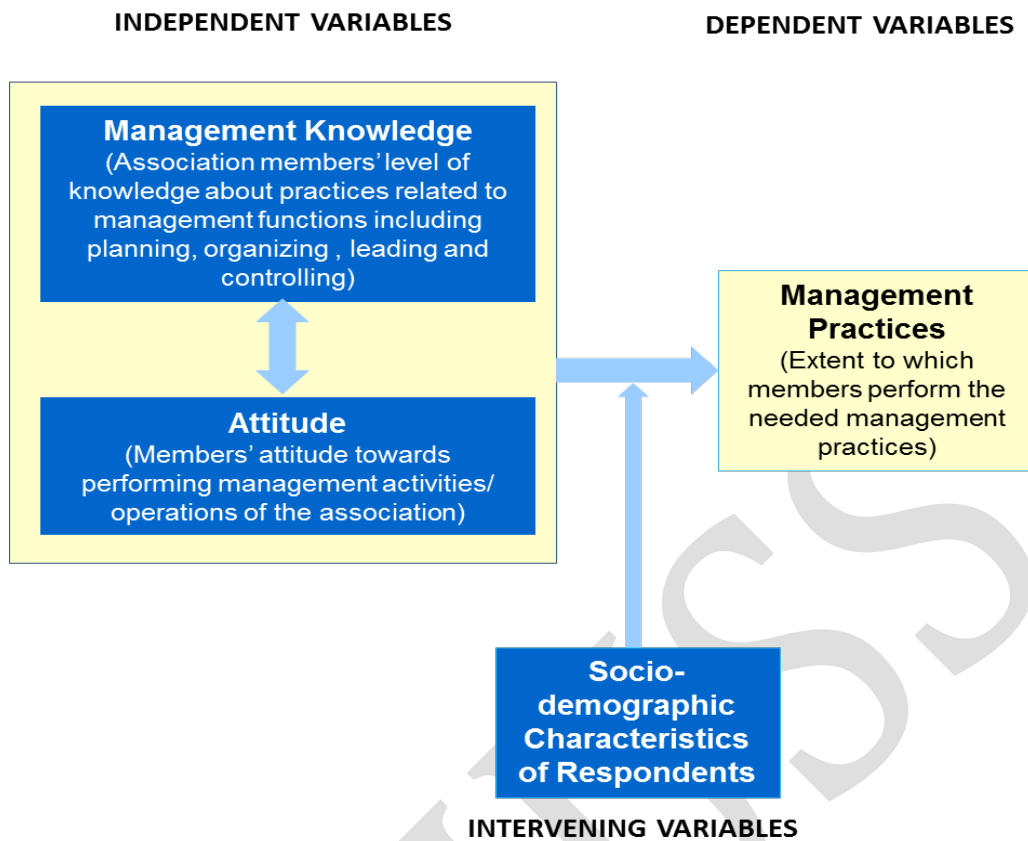 INDEPENDENT VARIABLES
DEPENDENT VARIABLES
Management Knowledge
(Association members' level of
knowledge about practices related to
management functions including
planning, organizing , leading and
controlling)
Attitude
(Members' attitude towards
performing management activities/
operations of the association)
Management
Practices
(Extent to which
members perform the
needed management
practices)
Socio-
demographic
Characteristics
of Respondents
INTERVENING VARIABLES